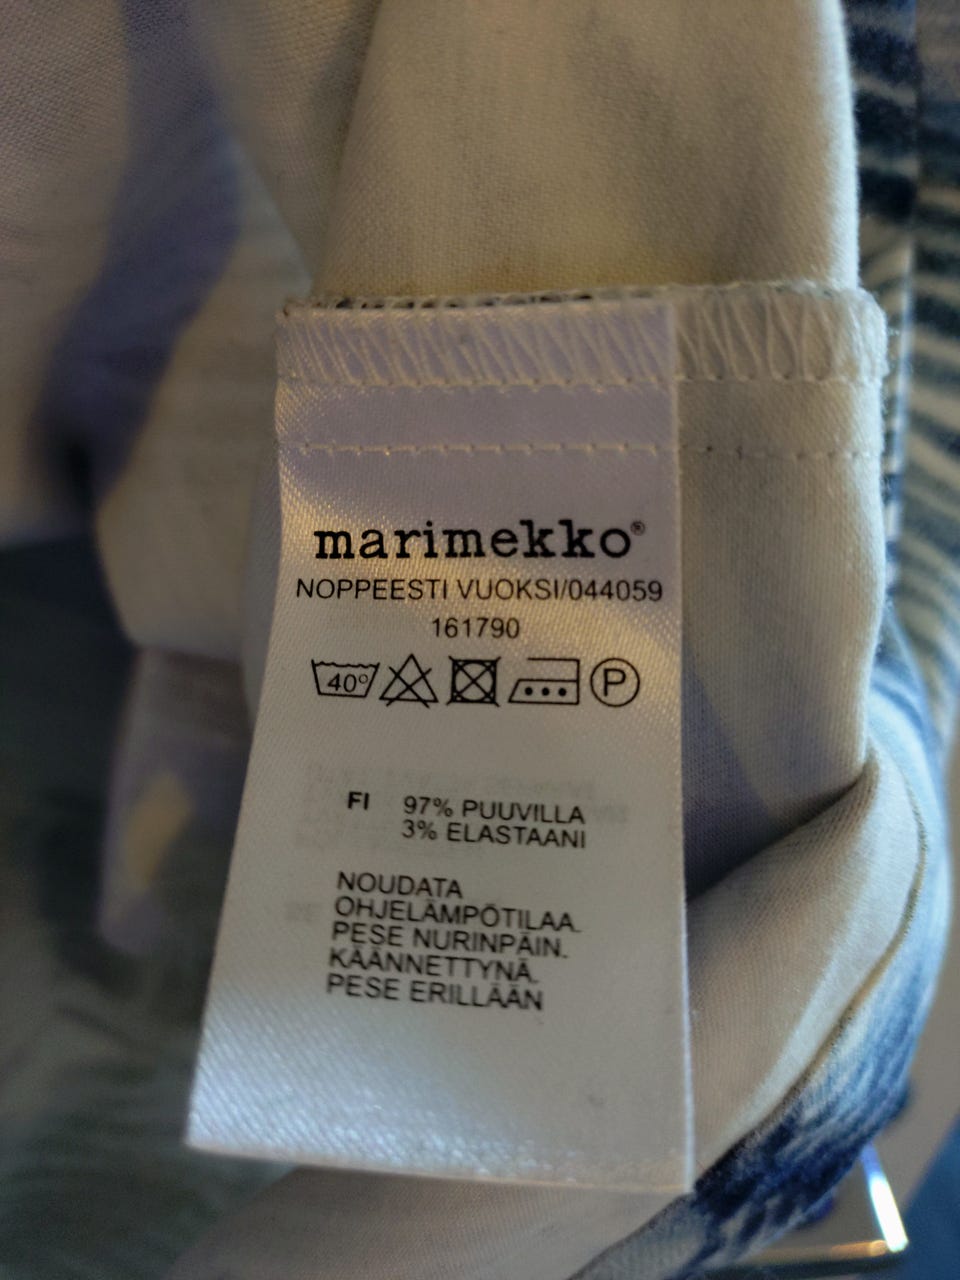 marimekko®
NOPPEESTI VUOKSI/044059
161790
40° P
FI 97% PUUVILLA
3% ELASTAANI
NOUDATA
OHJELÄMPÖTILAA.
PESE NURINPÄIN.
KÄÄNNETTYNÄ.
PESE ERILLÄÄN